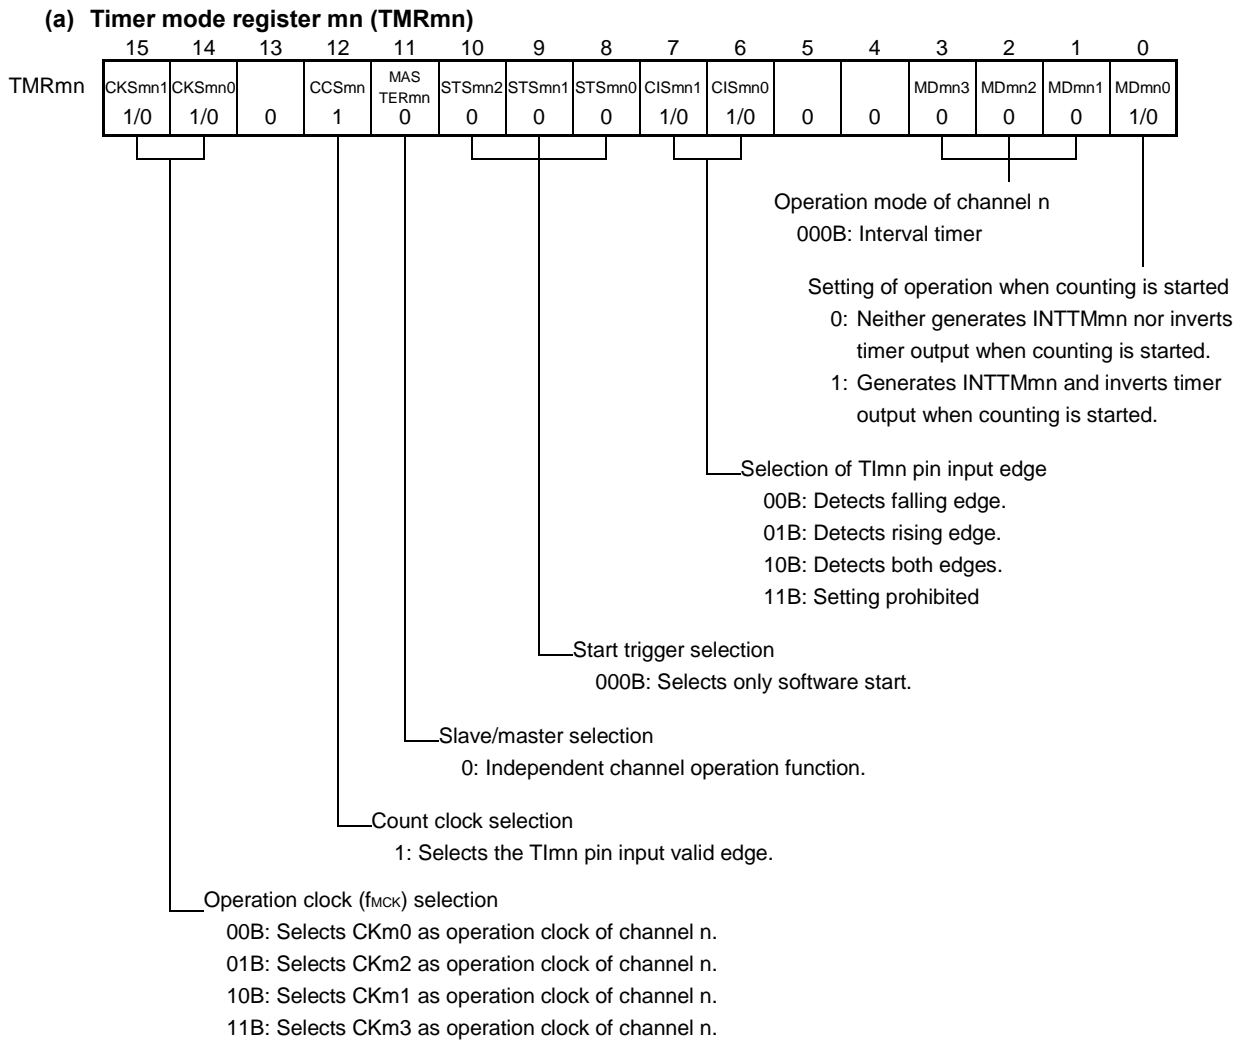 (a) Timer mode register mn (TMRmn)
15 14 13 12 11 10 9 8 7 6 5 4 3 2 1 0
TMRmn CKSmn1 CKSmn0 CCSmn MAS TERmn STSmn2 STSmn1 STSmn0 CISmn1 CISmn0 MDmn3 MDmn2 MDmn1 MDmn0
1/0 1/0 0 1 0 0 0 0 1/0 1/0 0 0 0 0 0 1/0
Operation mode of channel n
000B: Interval timer
Setting of operation when counting is started
0: Neither generates INTTMmn nor inverts
timer output when counting is started.
1: Generates INTTMmn and inverts timer
output when counting is started.
Selection of TImn pin input edge
00B: Detects falling edge.
01B: Detects rising edge.
10B: Detects both edges.
11B: Setting prohibited
Start trigger selection
000B: Selects only software start.
Slave/master selection
0: Independent channel operation function.
Count clock selection
1: Selects the TImn pin input valid edge.
Operation clock (fMCK) selection
00B: Selects CKm0 as operation clock of channel n.
01B: Selects CKm2 as operation clock of channel n.
10B: Selects CKm1 as operation clock of channel n.
11B: Selects CKm3 as operation clock of channel n.